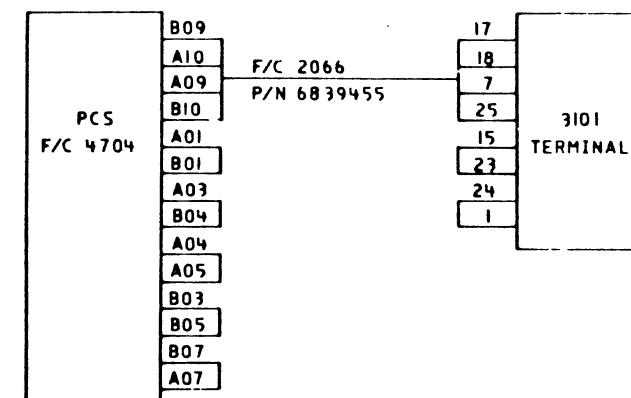 B09
A10
A09
B10
A01
B01
A03
B04
A04
A05
B03
B05
B07
A07
PCS
F/C 4704
F/C 2066
P/N 6839455
17
18
7
25
15
23
24
1
3101
TERMINAL